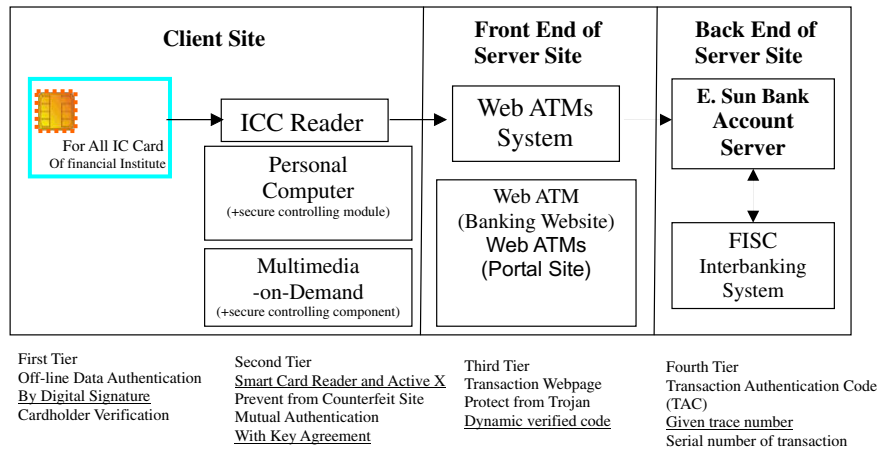 Client Site
Front End of
Server Site
Back End of
Server Site
For All IC Card
Of financial Institute
ICC Reader
Personal
Computer
(+secure controlling module)
Multimedia
-on-Demand
(+secure controlling component)
Web ATMs
System
Web ATM
(Banking Website)
Web ATMs
(Portal Site)
E. Sun Bank
Account
Server
FISC
Interbanking
System
First Tier
Off-line Data Authentication
By Digital Signature
Cardholder Verification
Second Tier
Smart Card Reader and Active X
Prevent from Counterfeit Site
Mutual Authentication
With Key Agreement
Third Tier
Transaction Webpage
Protect from Trojan
Dynamic verified code
Fourth Tier
Transaction Authentication Code
(TAC)
Given trace number
Serial number of transaction